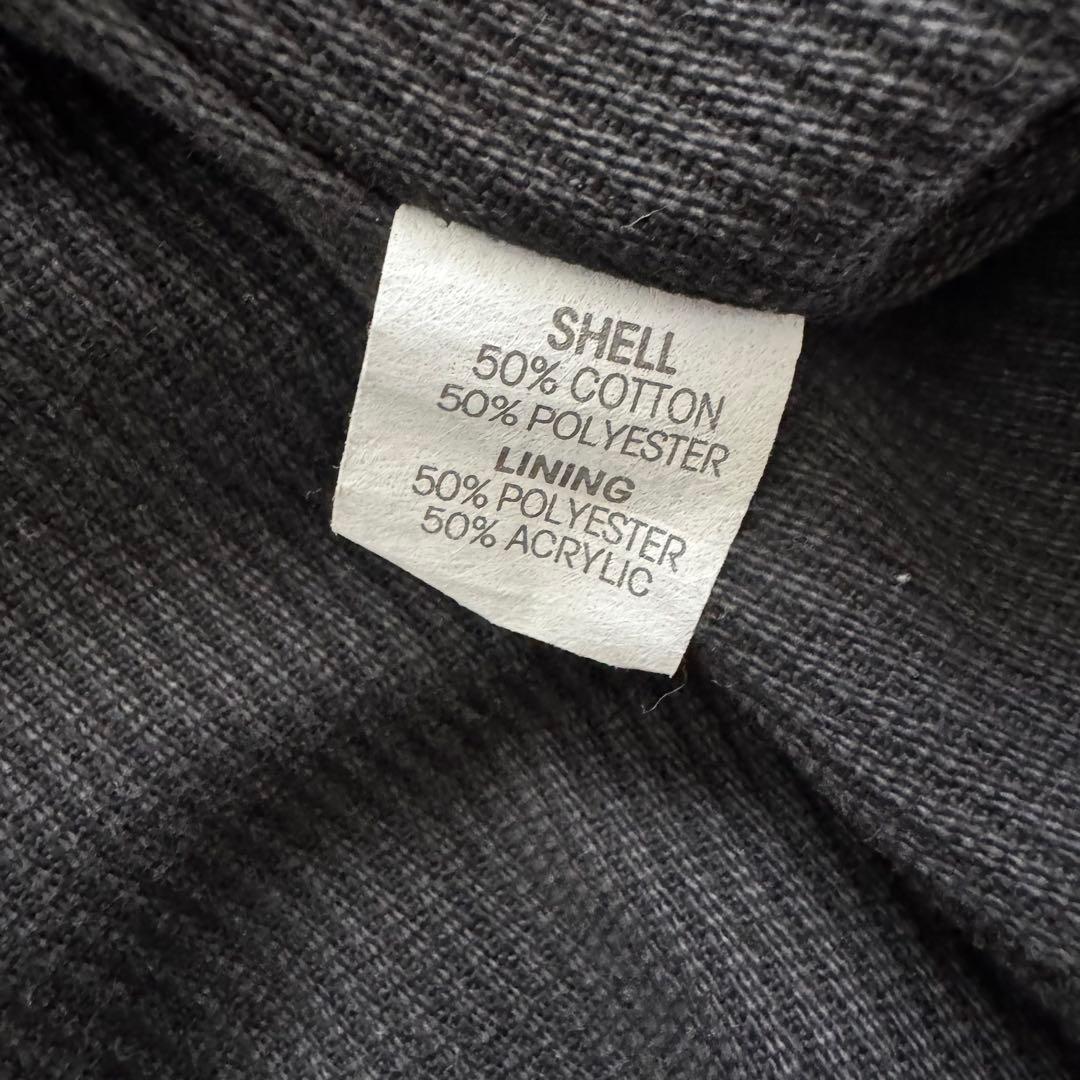 SHELL
50% COTTON
50% POLYESTER
LINING
50% POLYESTER
50% ACRYLIC